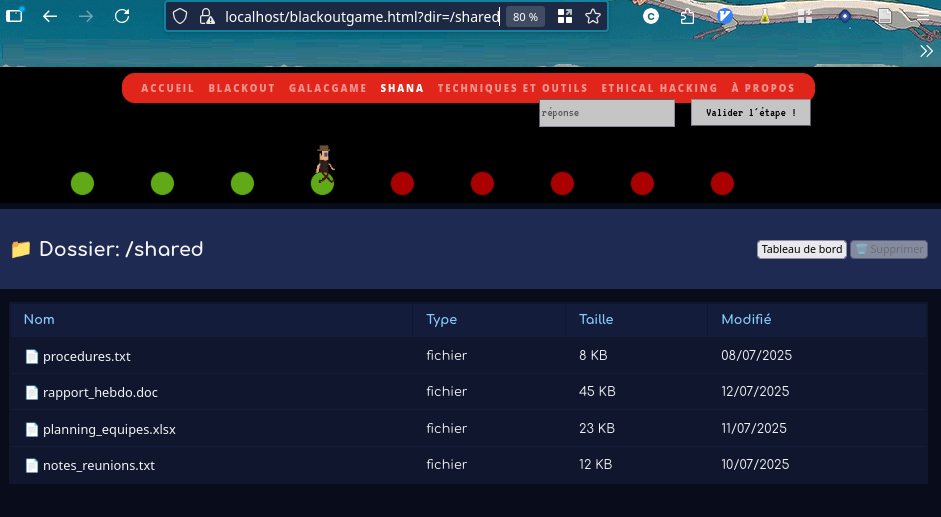 localhost/blackoutgame.html?dir=/shared 80 % C
ACCUEIL BLACKOUT GALACGAME SHANA TECHNIQUES ET OUTILS ETHICAL HACKING À PROPOS
réponse Valider l'étape !
Dossier: /shared Tableau de bord Supprimer
Nom Type Taille Modifié
procedures.txt fichier 8 KB 08/07/2025
rapport_hebdo.doc fichier 45 KB 12/07/2025
planning_equipes.xlsx fichier 23 KB 11/07/2025
notes_reunions.txt fichier 12 KB 10/07/2025